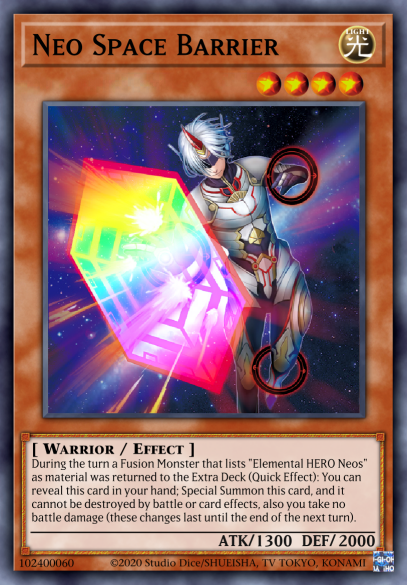 Neo Space Barrier
LIGHT
光
[ Warrior / Effect ]
During the turn a Fusion Monster that lists "Elemental HERO Neos"
as material was returned to the Extra Deck (Quick Effect): You can
reveal this card in your hand; Special Summon this card, and it
cannot be destroyed by battle or card effects, also you take no
battle damage (these changes last until the end of the next turn).
ATK/1300 DEF/2000
102400060 ©2020 Studio Dice/SHUEISHA, TV TOKYO, KONAMI